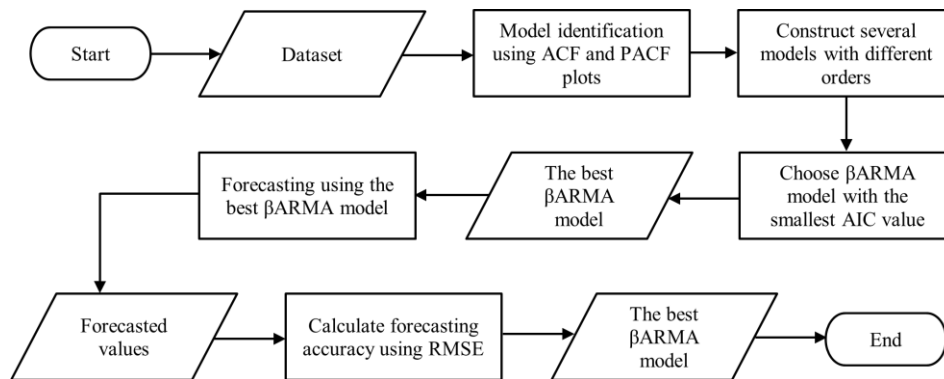 Start
Dataset
Model identification
using ACF and PACF
plots
Construct several
models with different
orders
Choose βARMA
model with the
smallest AIC value
The best
βARMA
model
Forecasting using the
best βARMA model
Forecasted
values
Calculate forecasting
accuracy using RMSE
The best
βARMA
model
End